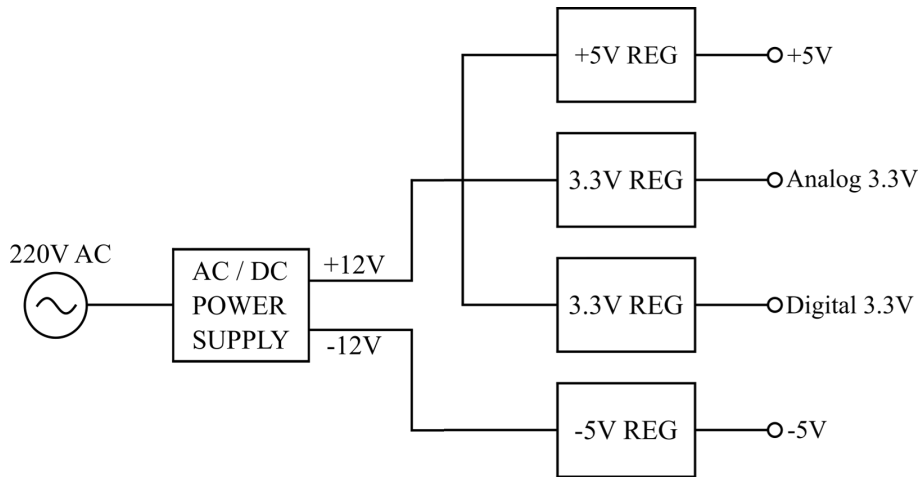 220V AC
AC / DC
POWER
SUPPLY
+12V
-12V
+5V REG
+5V
3.3V REG
Analog 3.3V
3.3V REG
Digital 3.3V
-5V REG
-5V